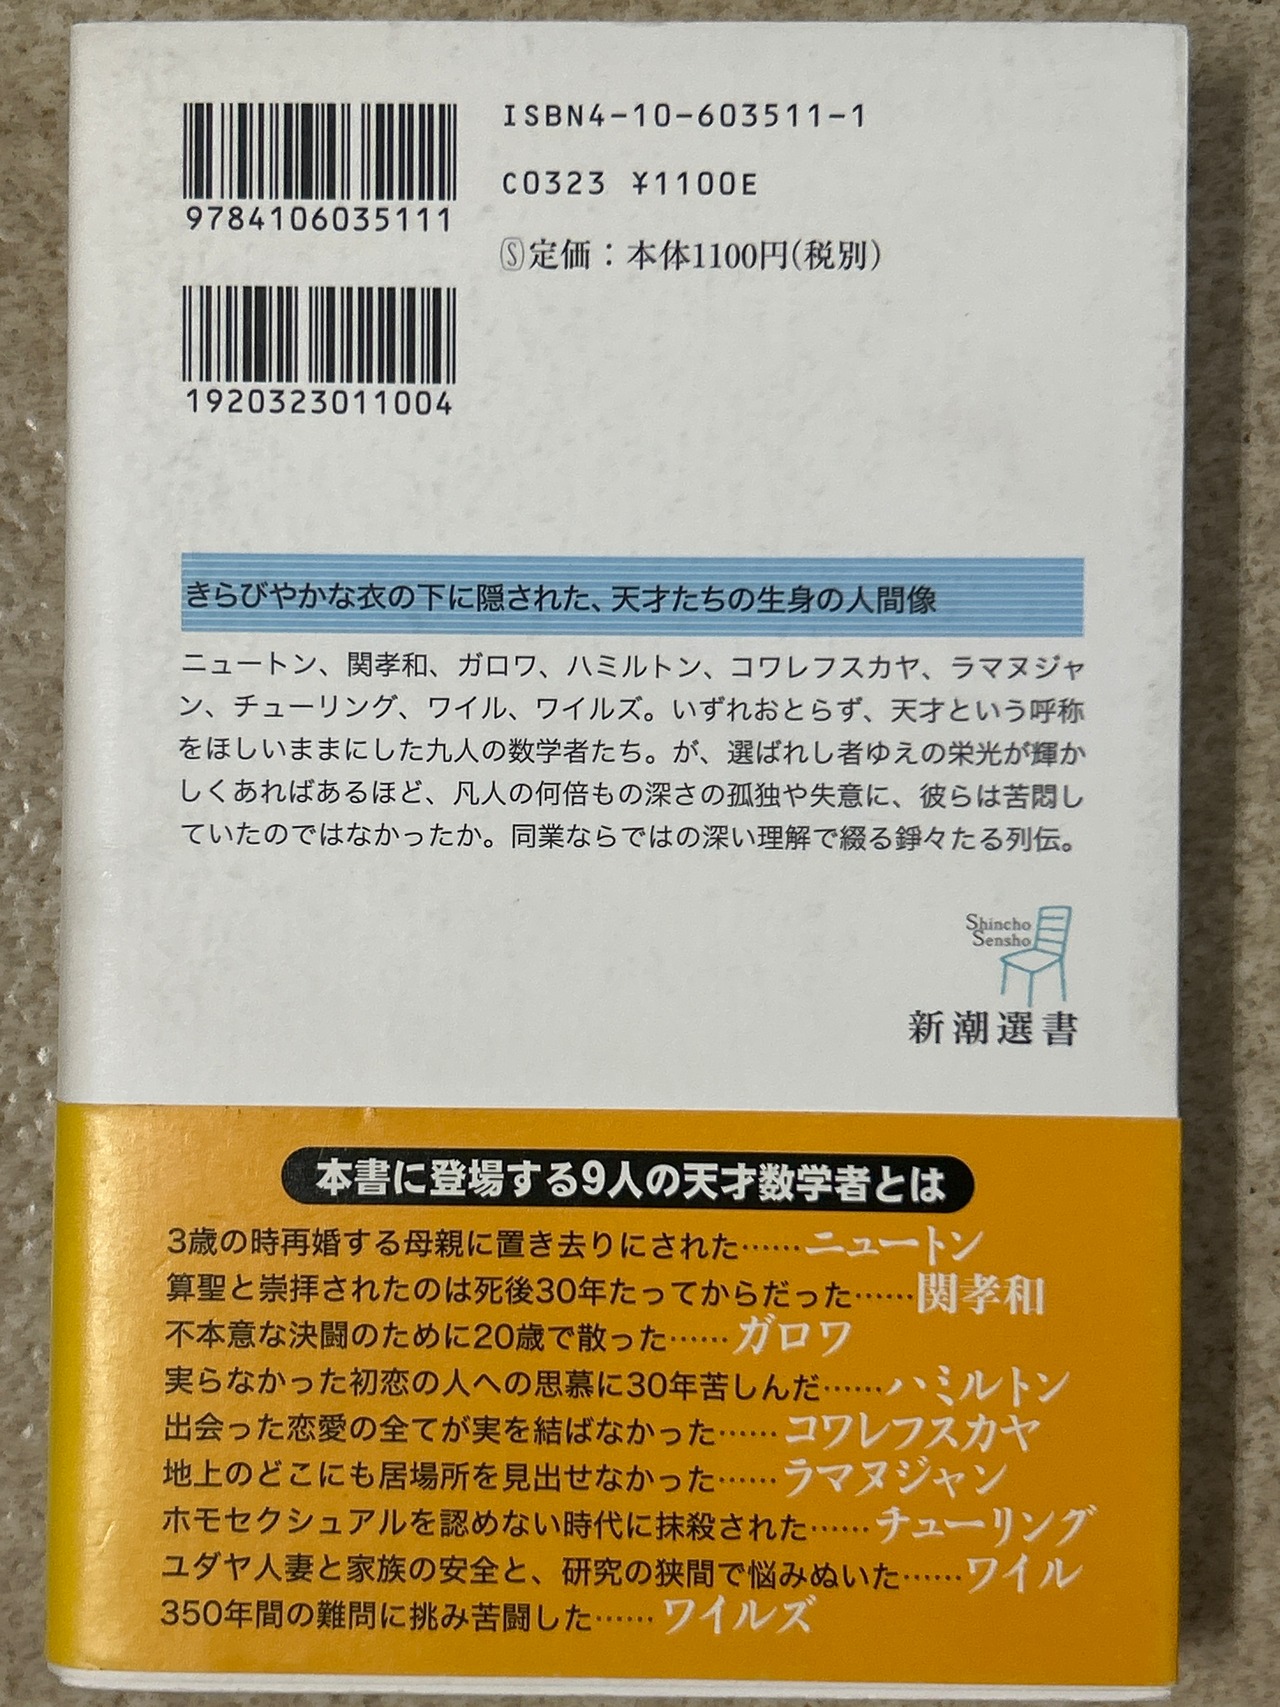 ISBN4-10-603511-1
9784106035111
C0323 ¥1100E
Ⓢ定価：本体1100円(税別)
1920323011004
きらびやかな衣の下に隠された、天才たちの生身の人間像
ニュートン、関孝和、ガロワ、ハミルトン、コワレフスカヤ、ラマヌジャ
ン、チューリング、ワイル、ワイルズ。いずれおとらず、天才という呼称
をほしいままにした九人の数学者たち。が、選ばれし者ゆえの栄光が輝か
しくあればあるほど、凡人の何倍もの深さの孤独や失意に、彼らは苦悶し
ていたのではなかったか。同業ならではの深い理解で綴る錚々たる列伝。
Shincho
Sensho
新潮選書
本書に登場する9人の天才数学者とは
3歳の時再婚する母親に置き去りにされた……ニュートン
算聖と崇拝されたのは死後30年たってからだった……関孝和
不本意な決闘のために20歳で散った……ガロワ
実らなかった初恋の人への思慕に30年苦しんだ……ハミルトン
出会った恋愛の全てが実を結ばなかった……コワレフスカヤ
地上のどこにも居場所を見出せなかった……ラマヌジャン
ホモセクシュアルを認めない時代に抹殺された……チューリング
ユダヤ人妻と家族の安全と、研究の狭間で悩みぬいた……ワイル
350年間の難問に挑み苦闘した……ワイルズ